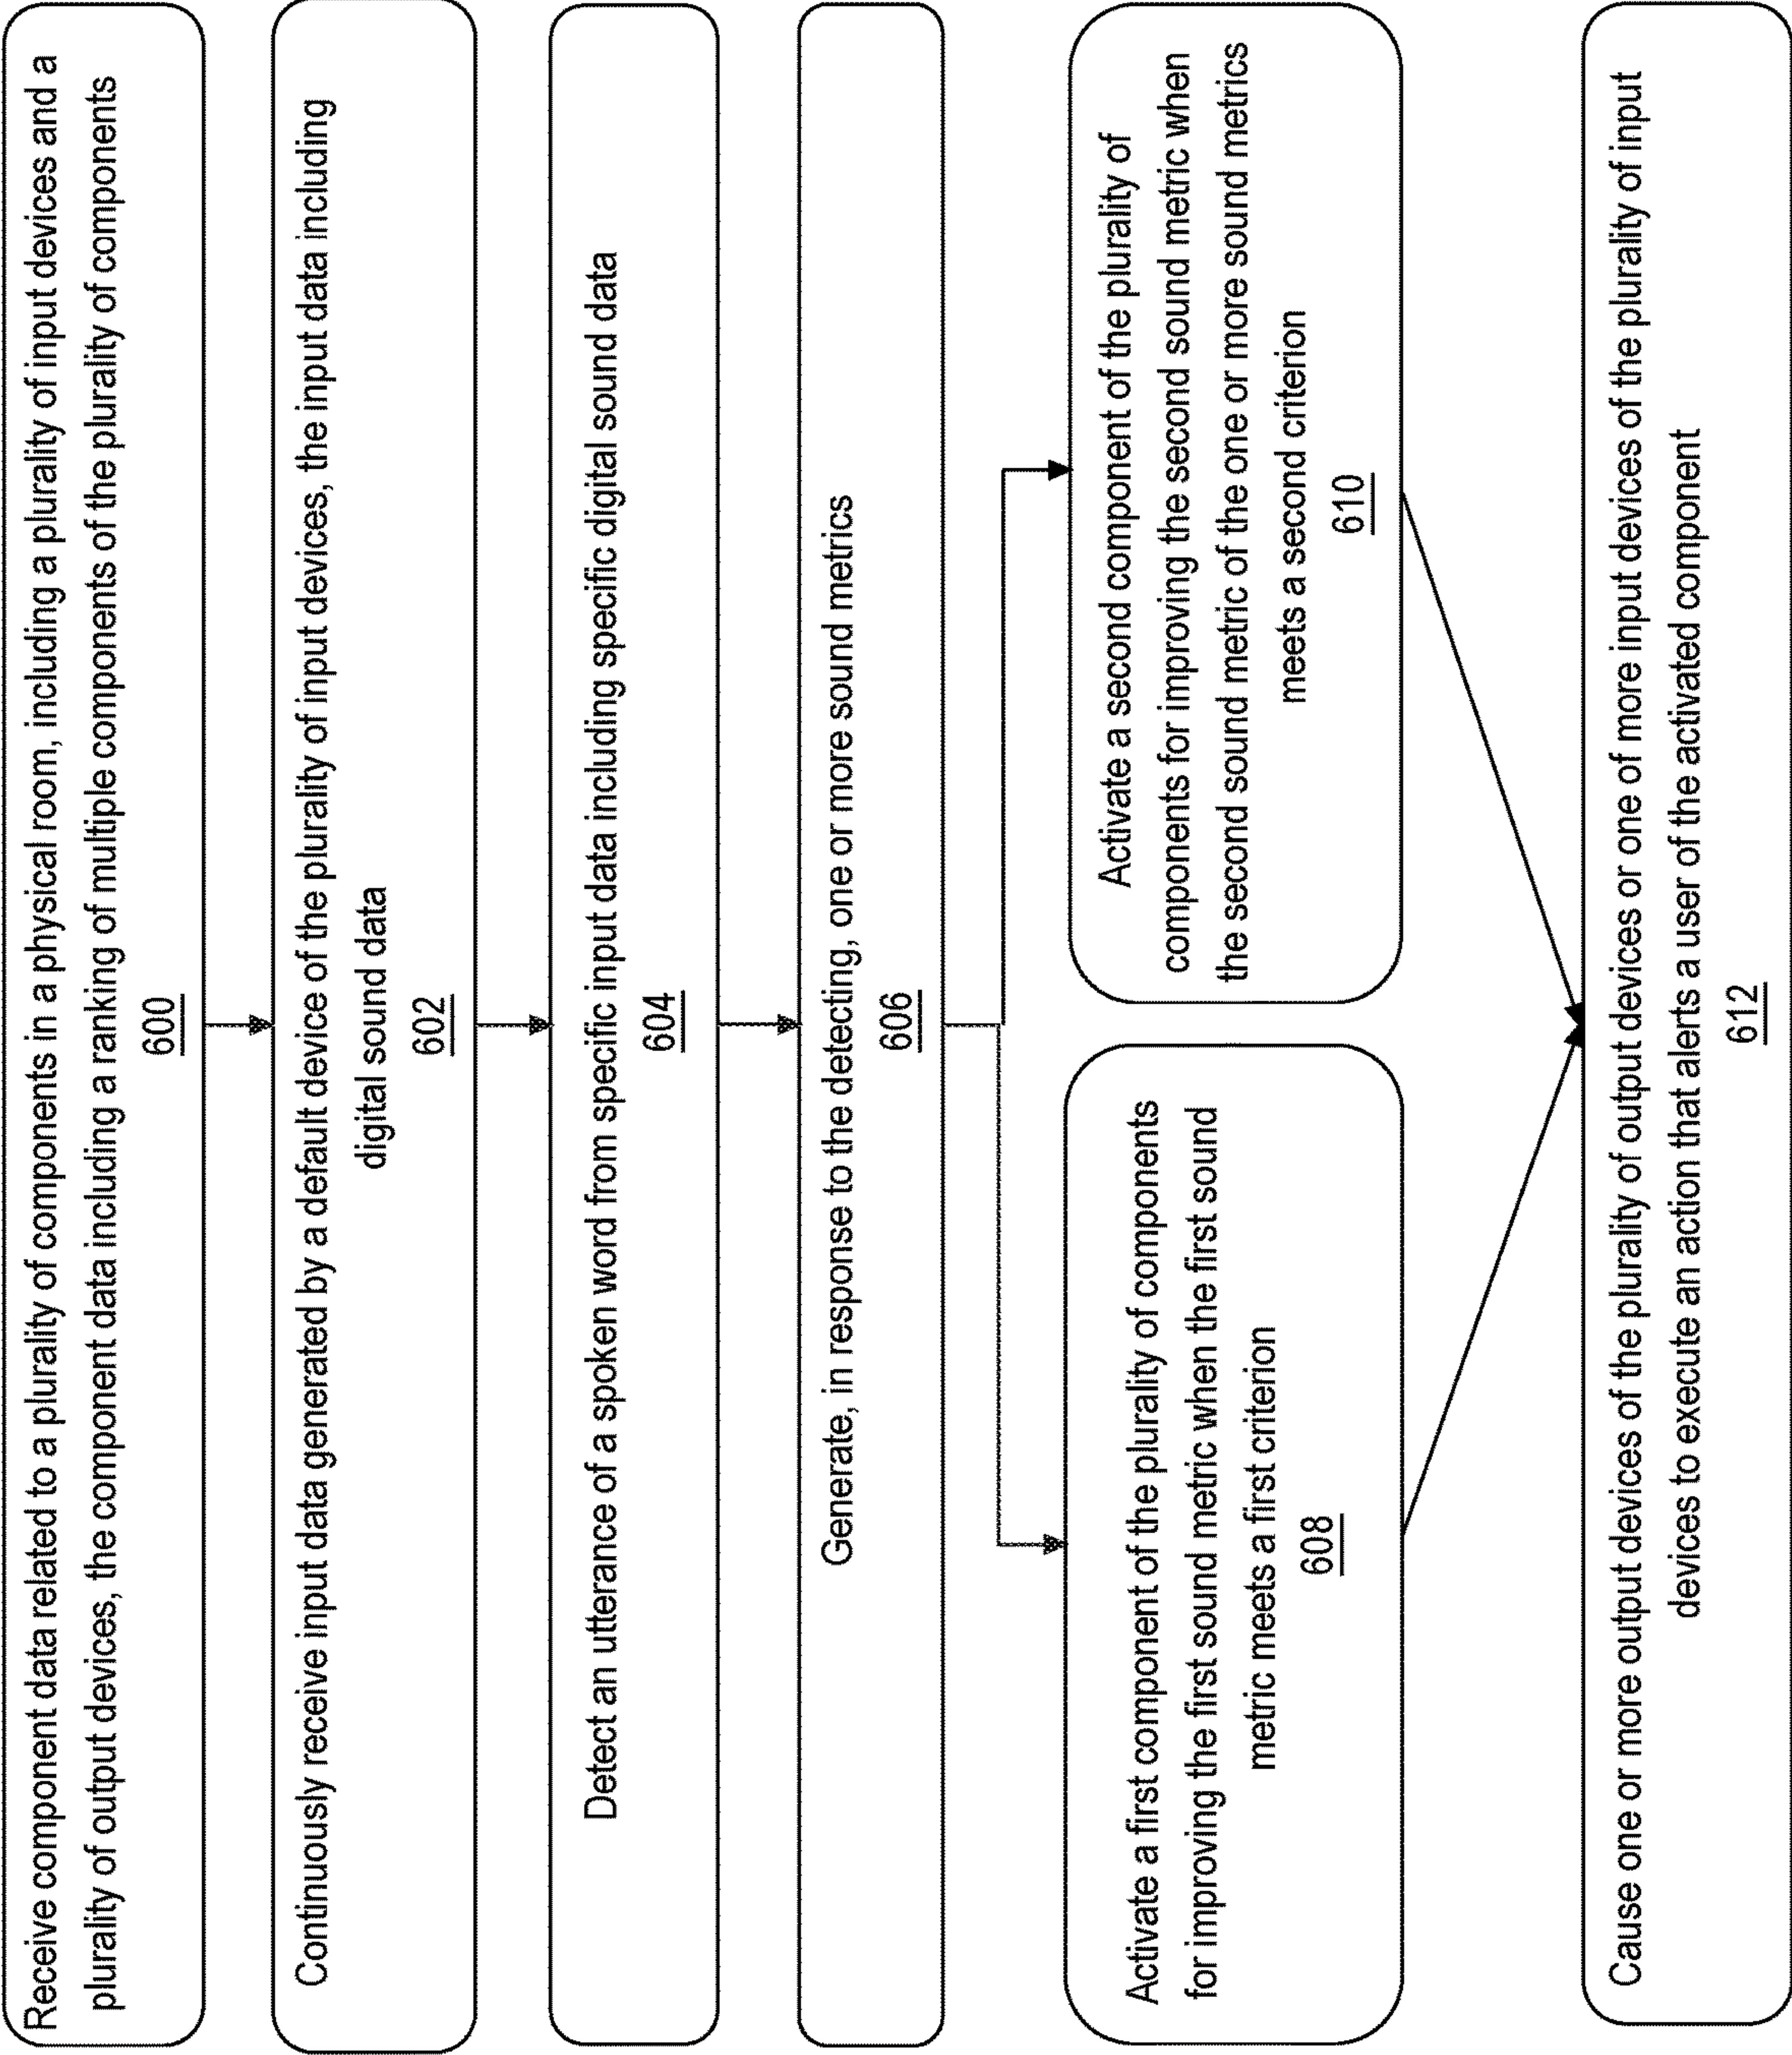 Receive component data related to a plurality of components in a physical room, including a plurality of input devices and a
plurality of output devices, the component data including a ranking of multiple components of the plurality of components
600
Continuously receive input data generated by a default device of the plurality of input devices, the input data including
digital sound data
602
Detect an utterance of a spoken word from specific input data including specific digital sound data
604
Generate, in response to the detecting, one or more sound metrics
606
Activate a first component of the plurality of components
for improving the first sound metric when the first sound
metric meets a first criterion
608
Activate a second component of the plurality of
components for improving the second sound metric when
the second sound metric of the one or more sound metrics
meets a second criterion
610
Cause one or more output devices of the plurality of output devices or one of more input devices of the plurality of input
devices to execute an action that alerts a user of the activated component
612